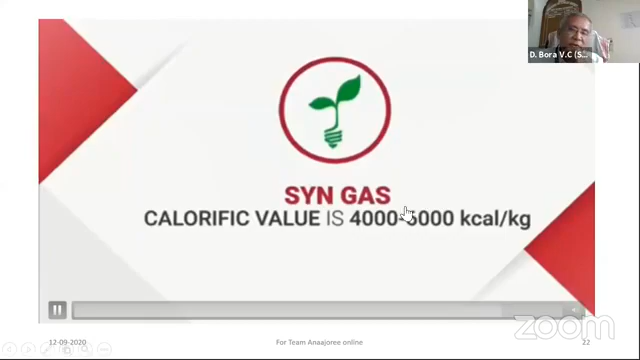 D. Bora V.C (S...
SYN GAS
CALORIFIC VALUE IS 4000-5000 kcal/kg
zoom
12-09-2020
For Team Anaajoree online
22